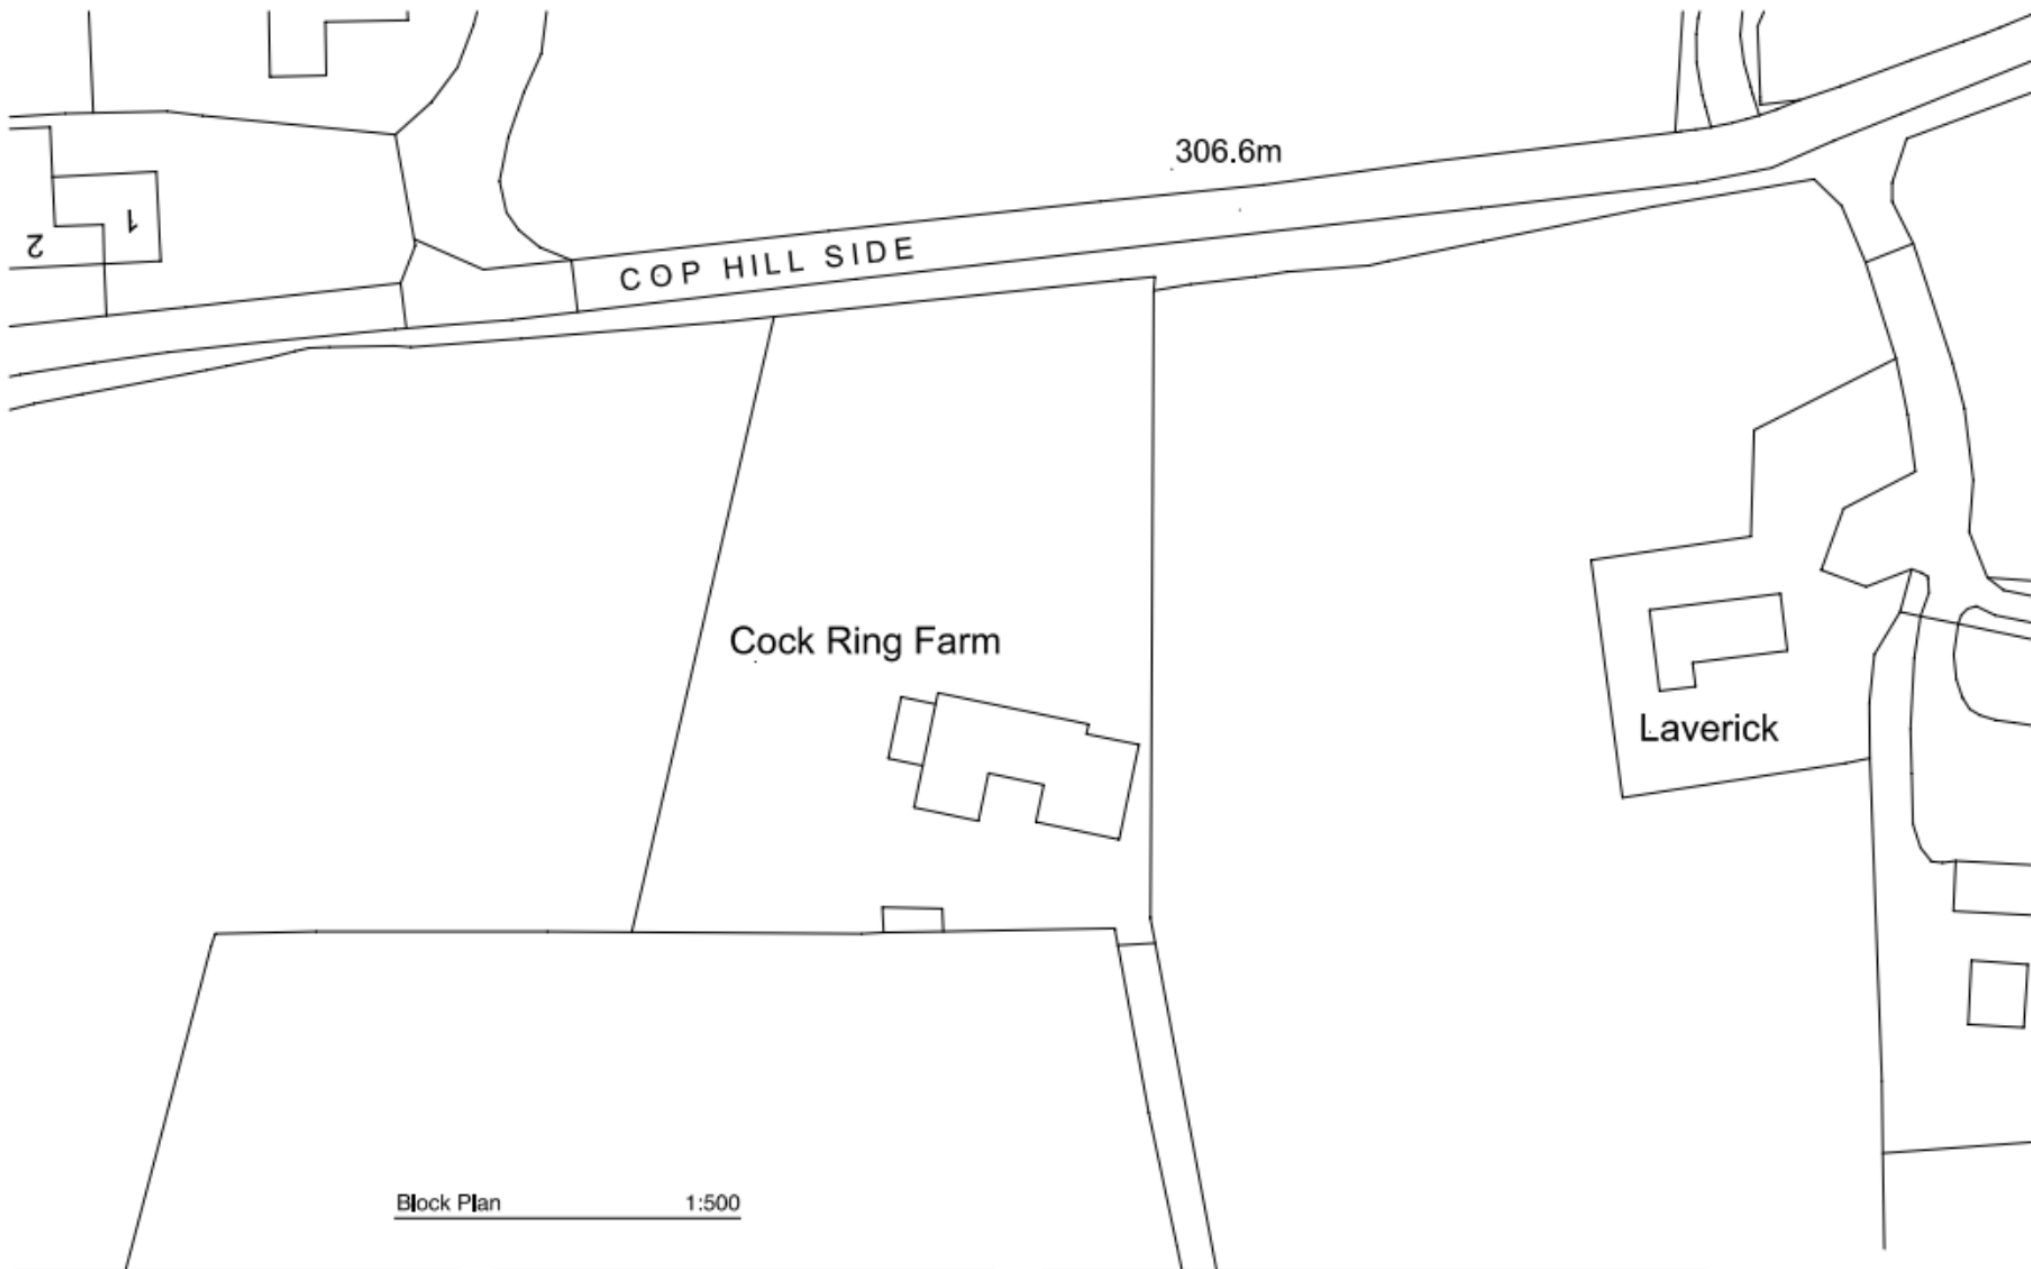 306.6m
1
2
COP HILL SIDE
Cock Ring Farm
Laverick
Block Plan 1:500